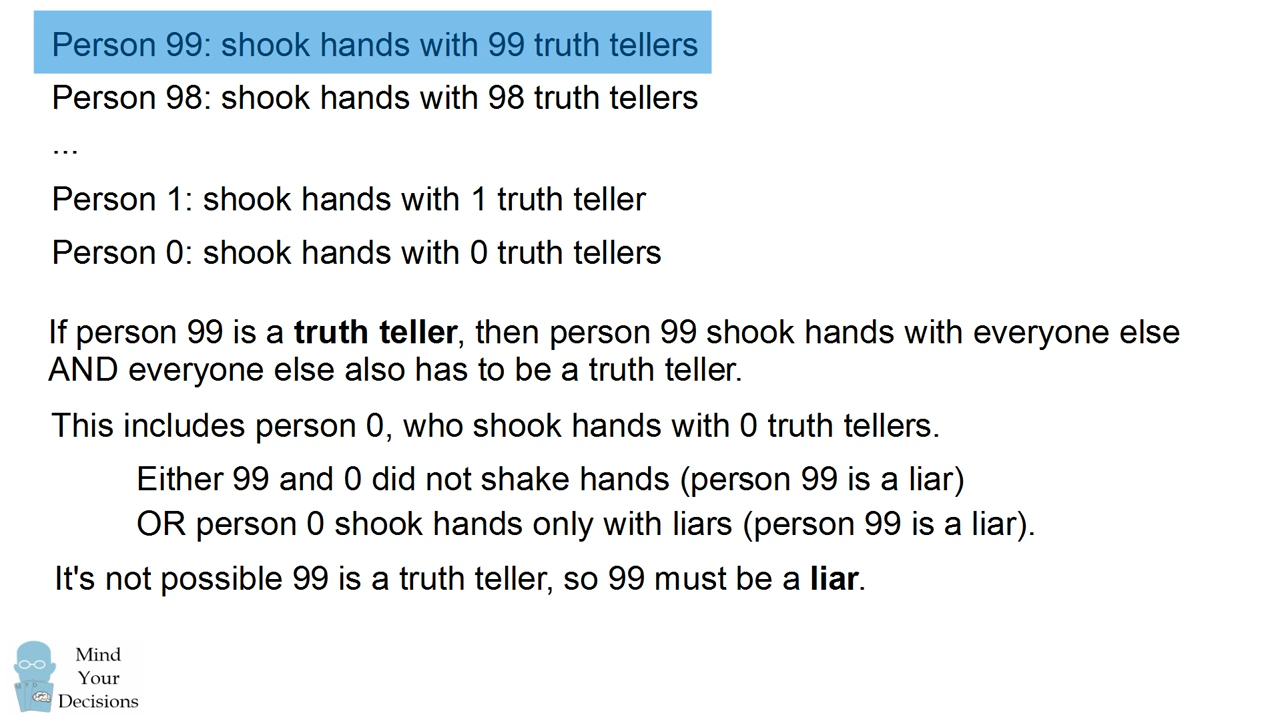 Person 99: shook hands with 99 truth tellers
Person 98: shook hands with 98 truth tellers
...
Person 1: shook hands with 1 truth teller
Person 0: shook hands with 0 truth tellers
If person 99 is a truth teller, then person 99 shook hands with everyone else
AND everyone else also has to be a truth teller.
This includes person 0, who shook hands with 0 truth tellers.
Either 99 and 0 did not shake hands (person 99 is a liar)
OR person 0 shook hands only with liars (person 99 is a liar).
It's not possible 99 is a truth teller, so 99 must be a liar.
Mind
Your
Decisions